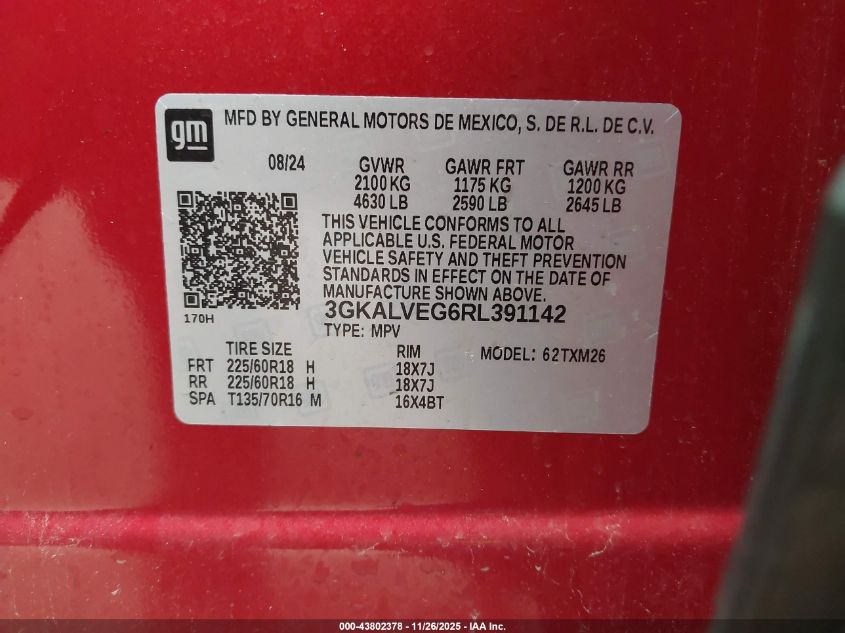 gm
MFD BY GENERAL MOTORS DE MEXICO, S. DE R.L. DE C.V.
08/24 GVWR GAWR FRT GAWR RR
2100 KG 1175 KG 1200 KG
4630 LB 2590 LB 2645 LB
THIS VEHICLE CONFORMS TO ALL
APPLICABLE U.S. FEDERAL MOTOR
VEHICLE SAFETY AND THEFT PREVENTION
STANDARDS IN EFFECT ON THE DATE OF
MANUFACTURE SHOWN ABOVE.
170H
3GKALVEG6RL391142
TYPE: MPV
TIRE SIZE RIM MODEL: 62TXM26
FRT 225/60R18 H 18X7J
RR 225/60R18 H 18X7J
SPA T135/70R16 M 16X4BT
000-43802378 - 11/26/2025 - IAA Inc.